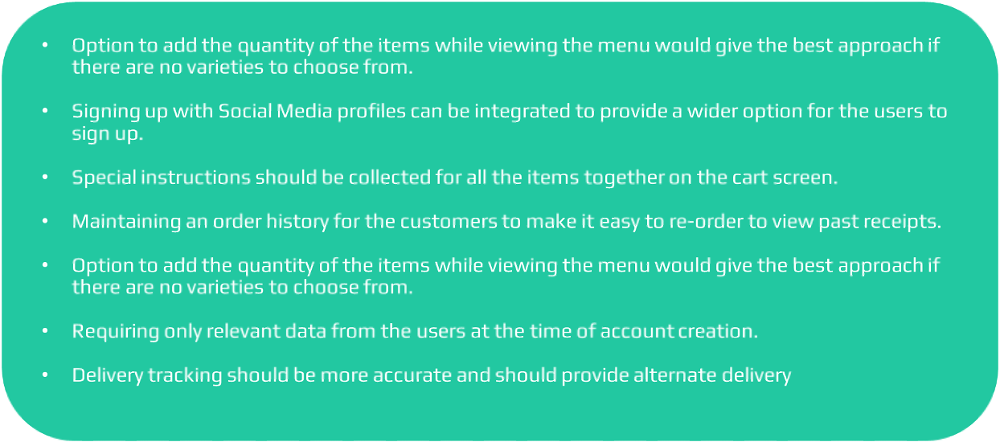 • Option to add the quantity of the items while viewing the menu would give the best approach if
there are no varieties to choose from.
• Signing up with Social Media profiles can be integrated to provide a wider option for the users to
sign up.
• Special instructions should be collected for all the items together on the cart screen.
• Maintaining an order history for the customers to make it easy to re-order to view past receipts.
• Option to add the quantity of the items while viewing the menu would give the best approach if
there are no varieties to choose from.
• Requiring only relevant data from the users at the time of account creation.
• Delivery tracking should be more accurate and should provide alternate delivery